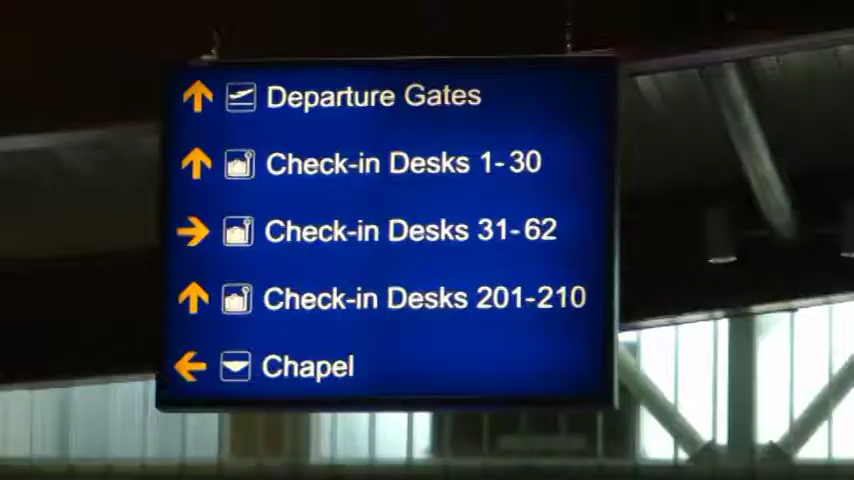 Departure Gates
Check-in Desks 1-30
Check-in Desks 31-62
Check-in Desks 201-210
Chapel